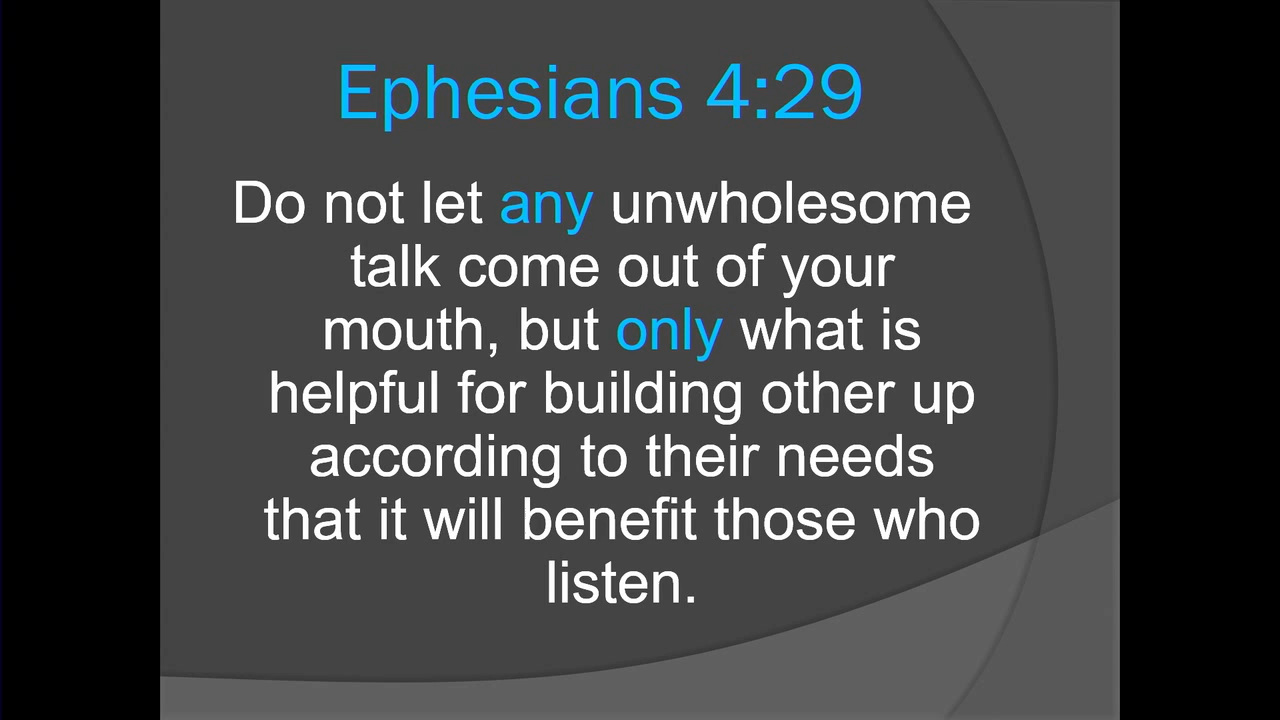 Ephesians 4:29
Do not let any unwholesome
talk come out of your
mouth, but only what is
helpful for building other up
according to their needs
that it will benefit those who
listen.